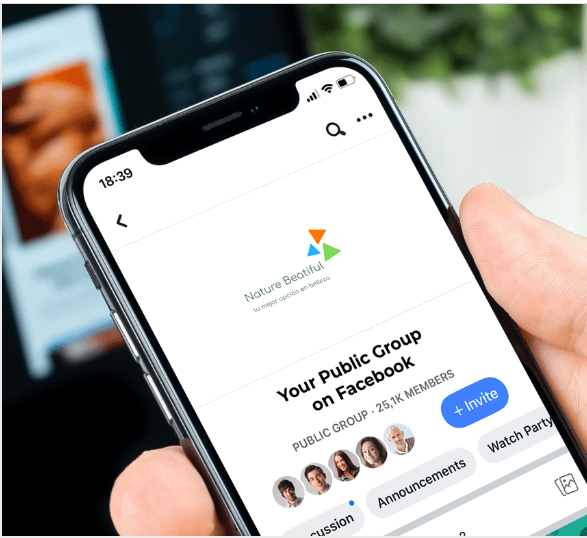 18:39
Nature Beatiful
tu mejor opción en belleza
Your Public Group
on Facebook
PUBLIC GROUP · 25,1K MEMBERS
+ Invite
cussion
Announcements
Watch Party